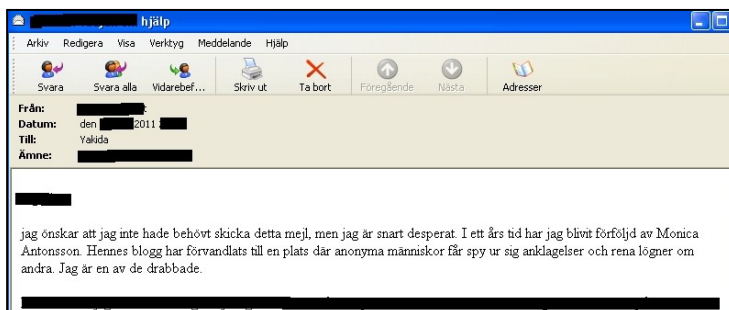 hjälp
Arkiv Redigera Visa Verktyg Meddelande Hjälp
Svara Svara alla Vidarebef... Skriv ut Ta bort Föregående Nästa Adresser
Från:
Datum: den 2011
Till: Yakida
Ämne:
jag önskar att jag inte hade behövt skicka detta mejl, men jag är snart desperat. I ett års tid har jag blivit förföljd av Monica
Antonsson. Hennes blogg har förvandlats till en plats där anonyma människor får spy ur sig anklagelser och rena lögner om
andra. Jag är en av de drabbade.